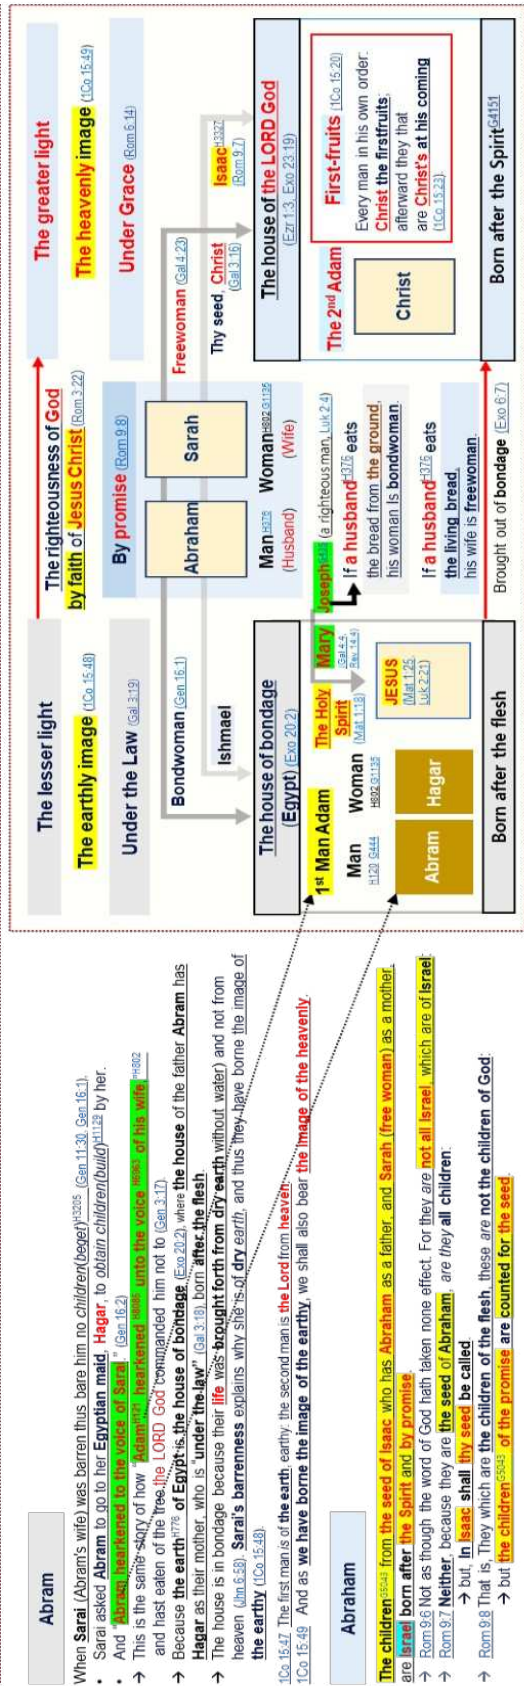 Abram
When Sarai (Abram's wife) was barren thus bare him no children(beget)"H3205 (Gen 11:30, Gen 16:1).
• Sarai asked Abram to go to her Egyptian maid, Hagar, to obtain children(build)H1129 by her.
• And "Abram hearkened to the voice of Sarai." (Gen 16:2)
→ This is the same story of how "AdamH121 hearkened H8085 unto the voice H6963 of his wife,"H802
and hast eaten of the tree the LORD God commanded him not to (Gen 3:17)
→ Because the earthH776 of Egypt is the house of bondage (Exo 20:2), where the house of the father Abram has
Hagar as their mother, who is "under the law" (Gal 3:18), born after the flesh.
→ The house is in bondage because their life was brought forth from dry earth without water) and not from
heaven (Jhn 6:58). Sarai's barrenness explains why she is of dry earth, and thus they have borne the image of
the earthy (1Co 15:48).
1Co 15:47 The first man is of the earth, earthy: the second man is the Lord from heaven.
1Co 15:49 And as we have borne the image of the earthy, we shall also bear the image of the heavenly.
Abraham
The childrenG5043 from the seed of Isaac who has Abraham as a father, and Sarah (free woman) as a mother,
are Israel born after the Spirit and by promise.
→ Rom 9:6 Not as though the word of God hath taken none effect. For they are not all Israel, which are of Israel:
→ Rom 9:7 Neither, because they are the seed of Abraham, are they all children:
→ but, In Isaac shall thy seed be called.
→ Rom 9:8 That is, They which are the children of the flesh, these are not the children of God:
→ but the childrenG5043 of the promise are counted for the seed.
The lesser light
The righteousness of God
by faith of Jesus Christ (Rom 3:22)
The greater light
The earthly image (1Co 15:48)
The heavenly image (1Co 15:49)
Under the Law (Gal 3:19)
By promise (Rom 9:8)
Under Grace (Rom 6:14)
Bondwoman (Gen 16:1)
Abraham
Sarah
Freewoman (Gal 4:23)
Ishmael
Man H376
(Husband)
Woman H802 G1135
(Wife)
Thy seed, Christ
(Gal 3:16)
IsaacH3327
(Rom 9:7)
The house of bondage
(Egypt) (Exo 20:2)
The house of the LORD God
(Ezr 1:3, Exo 23:19)
1st Man Adam
The Holy
Spirit
(Mat 1:18)
Mary
(Gal 4:4,
Rev 14:4)
Joseph (a righteous man, Luk 2:4)
Man
H120 G444
Woman
H802 G1135
Abram
Hagar
JESUS
(Mat 1:25,
Luk 2:21)
If a husbandH376 eats
the bread from the ground,
his woman Is bondwoman.
If a husbandH376 eats
the living bread,
his wife is freewoman.
The 2nd Adam
Christ
First-fruits (1Co 15:20)
Every man in his own order:
Christ the firstfruits;
afterward they that
are Christ's at his coming
(1Co 15:23).
Born after the flesh
Brought out of bondage (Exo 6:7)
Born after the SpiritG4151